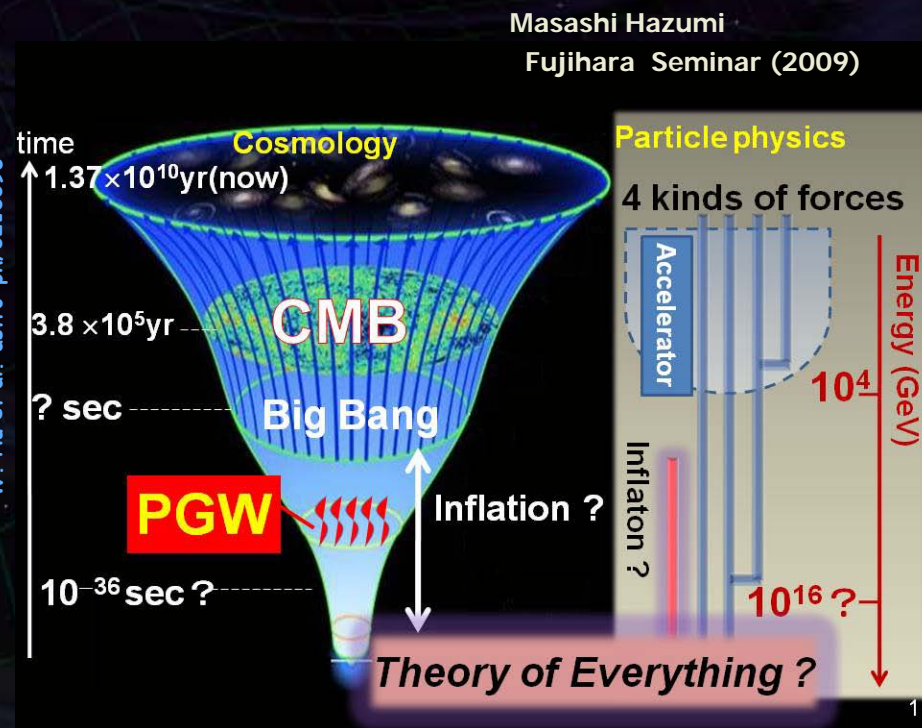 Masashi Hazumi
Fujihara Seminar (2009)
time
Cosmology
1.37×10¹⁰yr(now)
CMB
3.8 ×10⁵yr
? sec
Big Bang
PGW
Inflation ?
10⁻³⁶ sec ?
Particle physics
4 kinds of forces
Accelerator
Energy (GeV)
10⁴
Inflaton ?
10¹⁶ ?
Theory of Everything ?
1